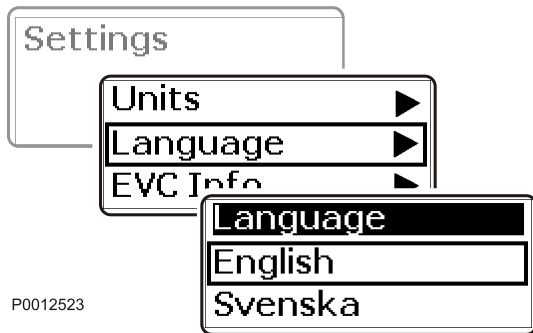 Settings
Units
Language
EVC Info
Language
English
Svenska
P0012523